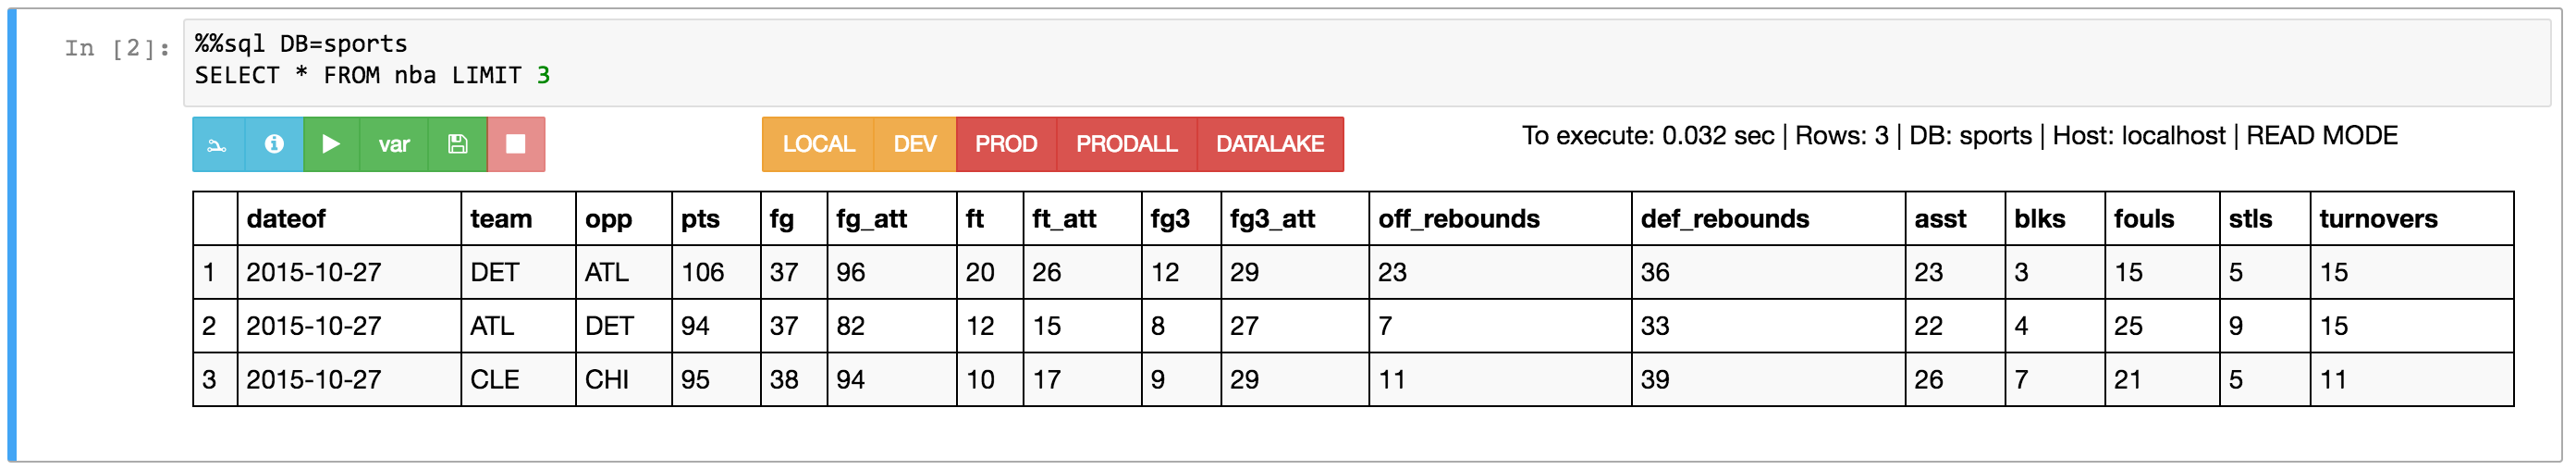 In [2]:
%%sql DB=sports
SELECT * FROM nba LIMIT 3
var LOCAL DEV PROD PRODALL DATALAKE To execute: 0.032 sec | Rows: 3 | DB: sports | Host: localhost | READ MODE
dateof team opp pts fg fg_att ft ft_att fg3 fg3_att off_rebounds def_rebounds asst blks fouls stls turnovers
1 2015-10-27 DET ATL 106 37 96 20 26 12 29 23 36 23 3 15 5 15
2 2015-10-27 ATL DET 94 37 82 12 15 8 27 7 33 22 4 25 9 15
3 2015-10-27 CLE CHI 95 38 94 10 17 9 29 11 39 26 7 21 5 11